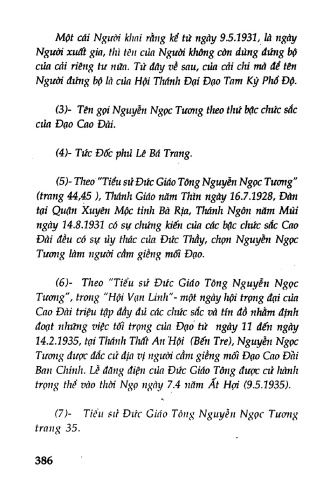 Một cái Người khai rằng kể từ ngày 9.5.1931, là ngày
Người xuất gia, thì tên của Người không còn dùng đứng bộ
của cải riêng tư nữa. Từ đây về sau, của cải chi mà để tên
Người đứng bộ là của Hội Thánh Đại Đạo Tam Kỳ Phổ Độ.
(3)- Tên gọi Nguyễn Ngọc Tương theo thứ bậc chức sắc
của Đạo Cao Đài.
(4)- Tức Đốc phủ Lê Bá Trang.
(5)- Theo "Tiểu sử Đức Giáo Tông Nguyễn Ngọc Tương"
(trang 44,45 ), Thánh Giáo năm Thìn ngày 16.7.1928, Đàn
tại Quận Xuyên Mộc tỉnh Bà Rịa, Thánh Ngôn năm Mùi
ngày 14.8.1931 có sự chứng kiến của các bậc chức sắc Cao
Đài đều có sự ủy thác của Đức Thầy, chọn Nguyễn Ngọc
Tương làm người cầm giềng mối Đạo.
(6)- Theo "Tiểu sử Đức Giáo Tông Nguyễn Ngọc
Tương", trong "Hội Vạn Linh"- một ngày hội trọng đại của
Cao Đài triệu tập đầy đủ các chức sắc và tín đồ nhằm định
đoạt những việc tối trọng của Đạo từ ngày 11 đến ngày
14.2.1935, tại Thánh Thất An Hội (Bến Tre), Nguyễn Ngọc
Tương được đắc cử địa vị người cầm giềng mối Đạo Cao Đài
Ban Chỉnh. Lễ đăng điện của Đức Giáo Tông được cử hành
trọng thể vào thời Ngọ ngày 7.4 năm Ất Hợi (9.5.1935).
(7)- Tiểu sử Đức Giáo Tông Nguyễn Ngọc Tương
trang 35.
386